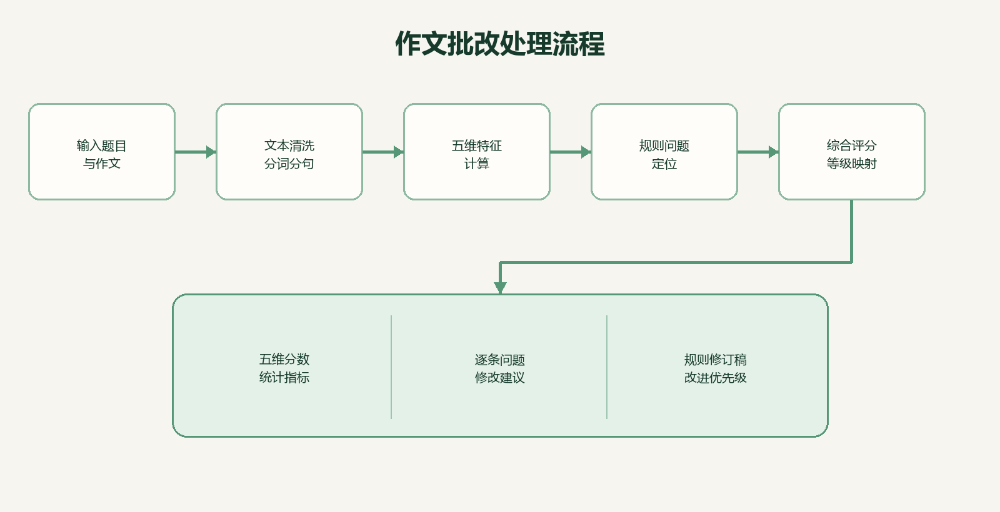 作文批改处理流程
输入题目
与作文
文本清洗
分词分句
五维特征
计算
规则问题
定位
综合评分
等级映射
五维分数
统计指标
逐条问题
修改建议
规则修订稿
改进优先级